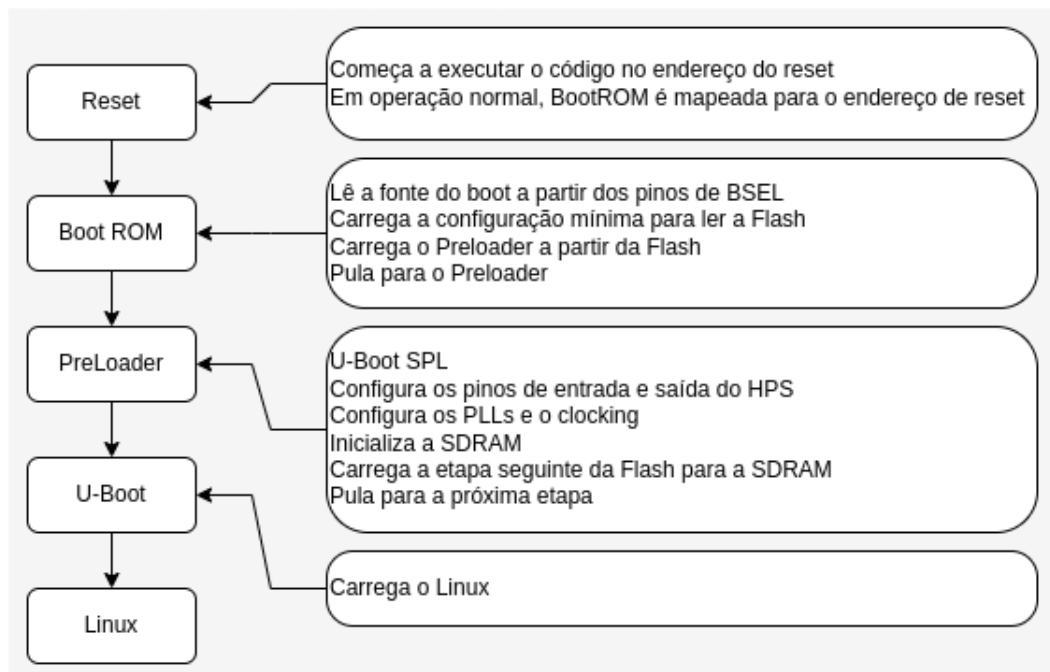 Reset
Começa a executar o código no endereço do reset
Em operação normal, BootROM é mapeada para o endereço de reset
Boot ROM
Lê a fonte do boot a partir dos pinos de BSEL
Carrega a configuração mínima para ler a Flash
Carrega o Preloader a partir da Flash
Pula para o Preloader
PreLoader
U-Boot SPL
Configura os pinos de entrada e saída do HPS
Configura os PLLs e o clocking
Inicializa a SDRAM
Carrega a etapa seguinte da Flash para a SDRAM
Pula para a próxima etapa
U-Boot
Carrega o Linux
Linux